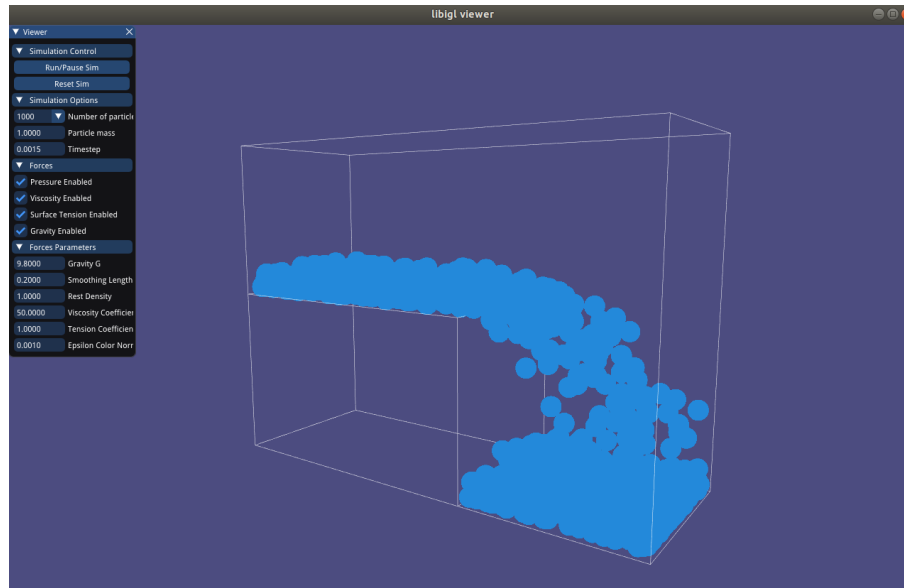 libigl viewer
Viewer
Simulation Control
Run/Pause Sim
Reset Sim
Simulation Options
1000 Number of particle
1.0000 Particle mass
0.0015 Timestep
Forces
Pressure Enabled
Viscosity Enabled
Surface Tension Enabled
Gravity Enabled
Forces Parameters
9.8000 Gravity G
0.2000 Smoothing Length
1.0000 Rest Density
50.0000 Viscosity Coefficie
1.0000 Tension Coefficien
0.0010 Epsilon Color Norr